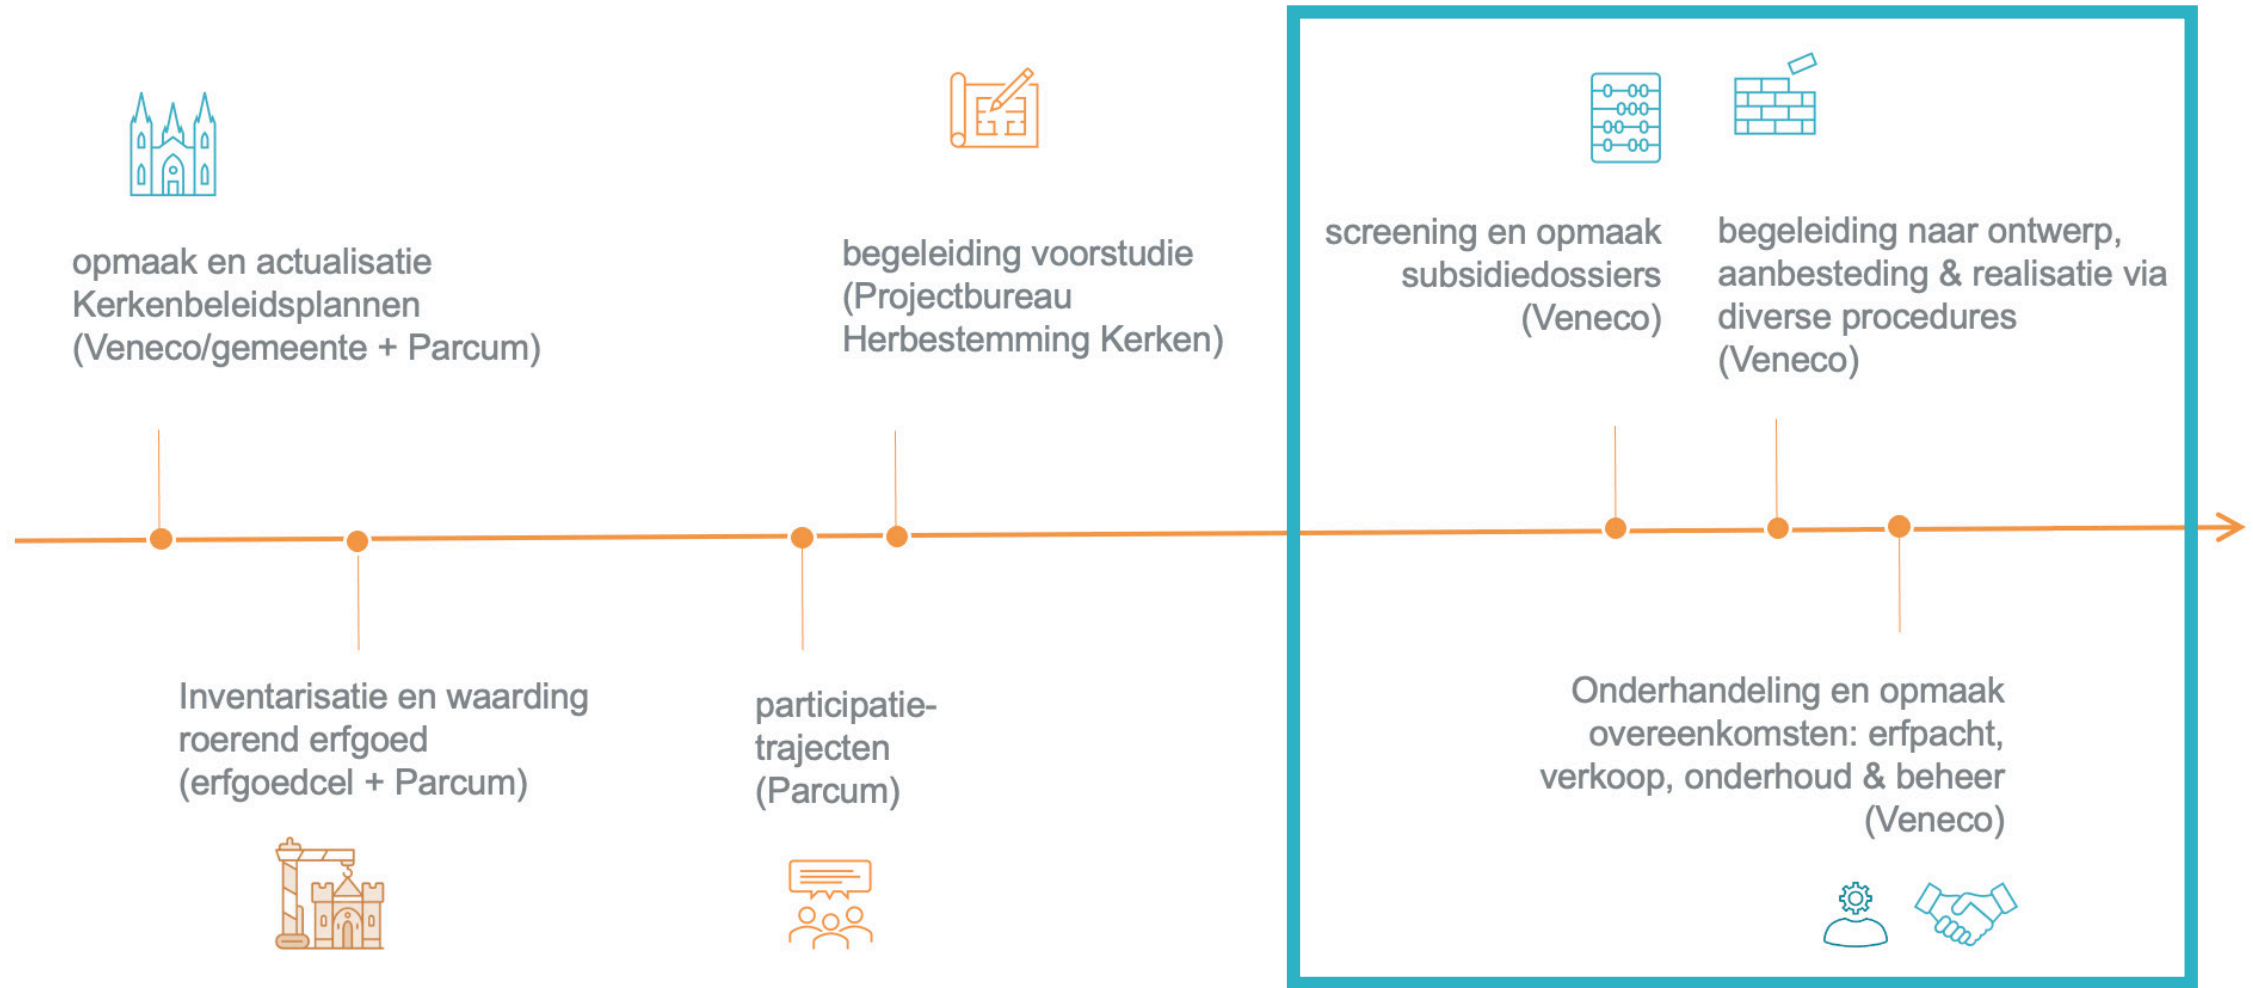 opmaak en actualisatie
Kerkenbeleidsplannen
(Veneco/gemeente + Parcum)
Inventarisatie en waarding
roerend erfgoed
(erfgoedcel + Parcum)
participatie-
trajecten
(Parcum)
begeleiding voorstudie
(Projectbureau
Herbestemming Kerken)
screening en opmaak
subsidiedossiers
(Veneco)
begeleiding naar ontwerp,
aanbesteding & realisatie via
diverse procedures
(Veneco)
Onderhandeling en opmaak
overeenkomsten: erfpacht,
verkoop, onderhoud & beheer
(Veneco)